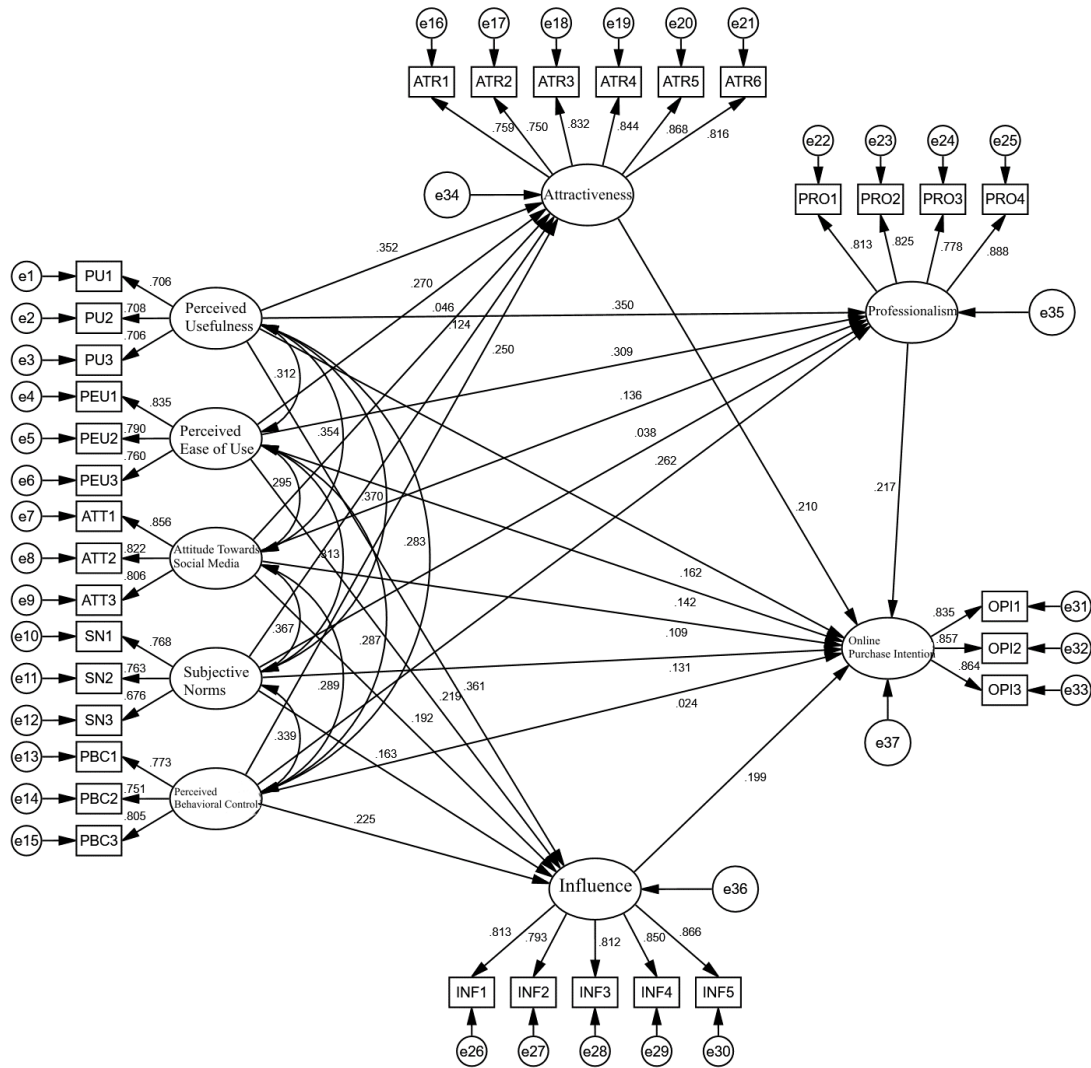 e16 e17 e18 e19 e20 e21
ATR1 ATR2 ATR3 ATR4 ATR5 ATR6
.759 .750 .832 .844 .868 .816
e22 e23 e24 e25
PRO1 PRO2 PRO3 PRO4
.813 .825 .778 .888
e34
Attractiveness
Professionalism
e35
e1 PU1 .706
e2 PU2 .708
e3 PU3 .706
Perceived
Usefulness
e4 PEU1 .835
e5 PEU2 .790
e6 PEU3 .760
Perceived
Ease of Use
e7 ATT1 .856
e8 ATT2 .822
e9 ATT3 .806
Attitude Towards
Social Media
e10 SN1 .768
e11 SN2 .763
e12 SN3 .676
Subjective
Norms
e13 PBC1 .773
e14 PBC2 .751
e15 PBC3 .805
Perceived
Behavioral Control
.352
.270
.046
.124
.250
.350
.309
.136
.038
.262
.312
.354
.295
.370
.313
.283
.367
.287
.289
.339
.361
.219
.192
.163
.225
.162
.142
.109
.131
.024
.210
.217
.199
Online
Purchase Intention
.835 OPI1 e31
.857 OPI2 e32
.864 OPI3 e33
e37
Influence
e36
.813 .793 .812 .850 .866
INF1 INF2 INF3 INF4 INF5
e26 e27 e28 e29 e30